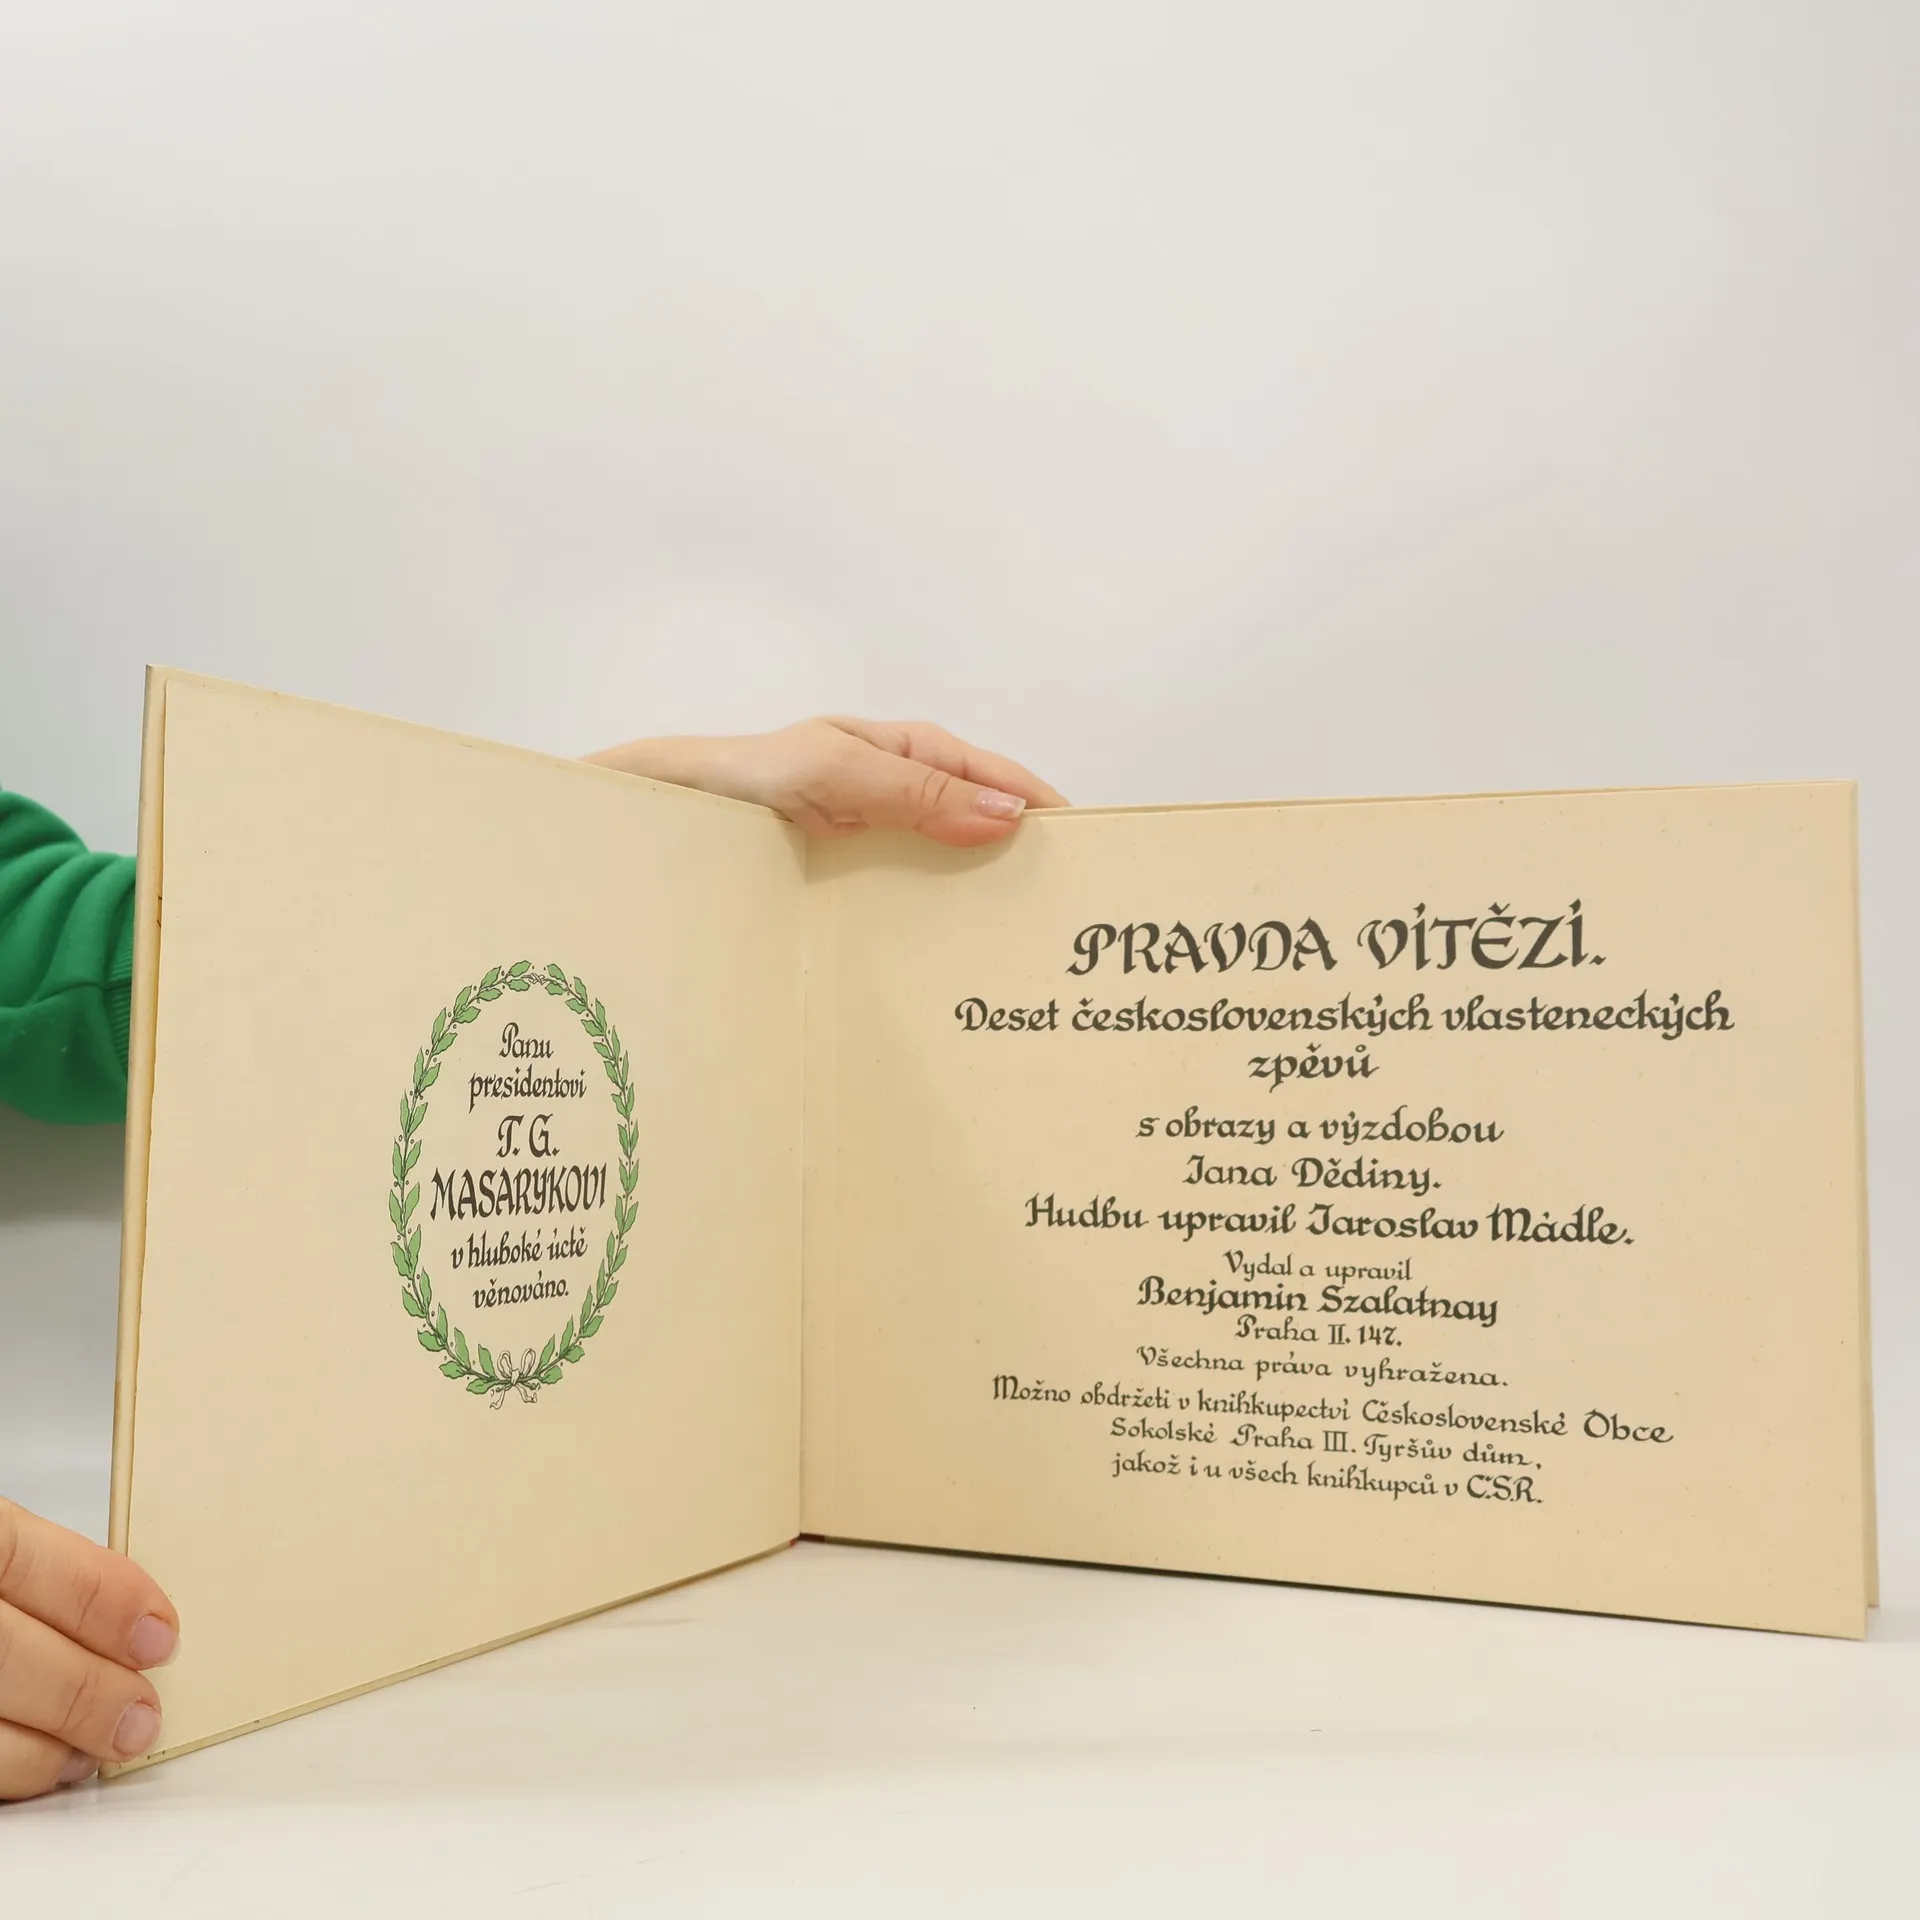 Panu
presidentovi
T. G.
MASARYKOVI
v hluboké úctě
věnováno.
PRAVDA VÍTĚZÍ.
Deset československých vlasteneckých
zpěvů
s obrazy a výzdobou
Jana Dědiny.
Hudbu upravil Jaroslav Mádle.
Vydal a upravil
Benjamin Szalatnay
Praha II. 147.
Všechna práva vyhražena.
Možno obdržeti v knihkupectví Československé Obce
Sokolské Praha III. Tyršův dům,
jakož i u všech knihkupců v Č.S.R.